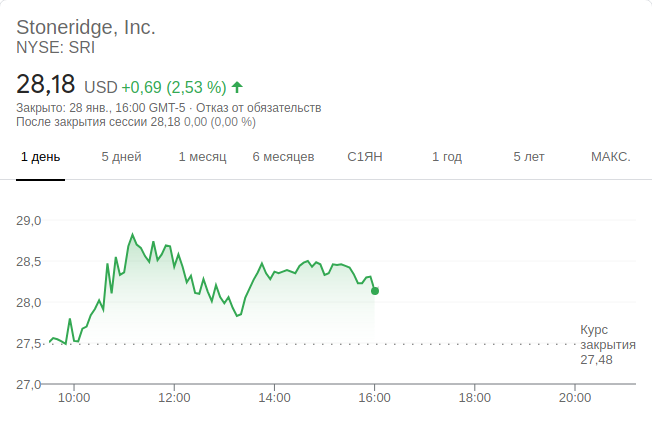 Stoneridge, Inc.
NYSE: SRI
28,18 USD +0,69 (2,53 %)
Закрыто: 28 янв., 16:00 GMT-5 · Отказ от обязательств
После закрытия сессии 28,18 0,00 (0,00 %)
1 день 5 дней 1 месяц 6 месяцев С1ЯН 1 год 5 лет МАКС.
29,0
28,5
28,0
27,5
27,0
Курс
закрытия
27,48
10:00 12:00 14:00 16:00 18:00 20:00